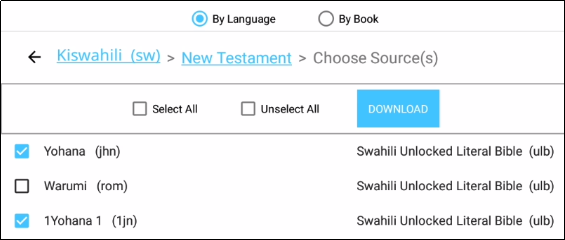 By Language By Book
← Kiswahili (sw) > New Testament > Choose Source(s)
Select All Unselect All DOWNLOAD
Yohana (jhn) Swahili Unlocked Literal Bible (ulb)
Warumi (rom) Swahili Unlocked Literal Bible (ulb)
1Yohana 1 (1jn) Swahili Unlocked Literal Bible (ulb)